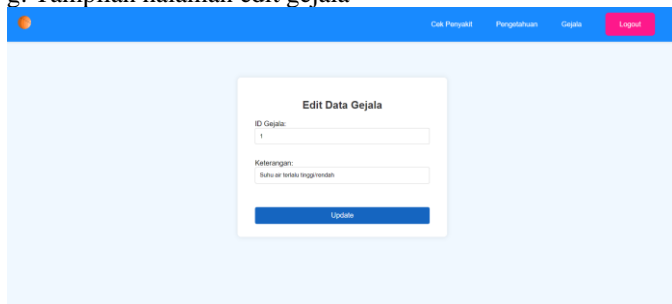 g. Tampilan halaman edit gejala
Cek Penyakit Pengetahuan Gejala Logout
Edit Data Gejala
ID Gejala:
1
Keterangan:
Suhu air terlalu tinggi/rendah
Update